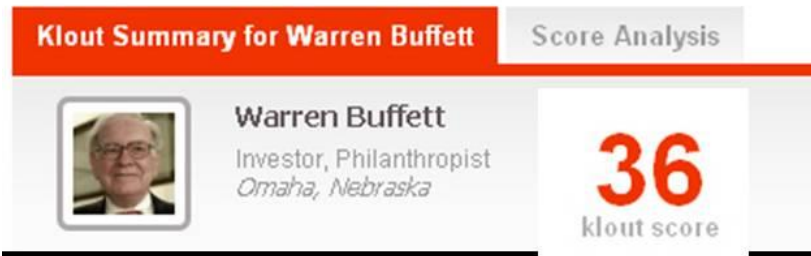 Klout Summary for Warren Buffett
Score Analysis
Warren Buffett
Investor, Philanthropist
Omaha, Nebraska
36
klout score